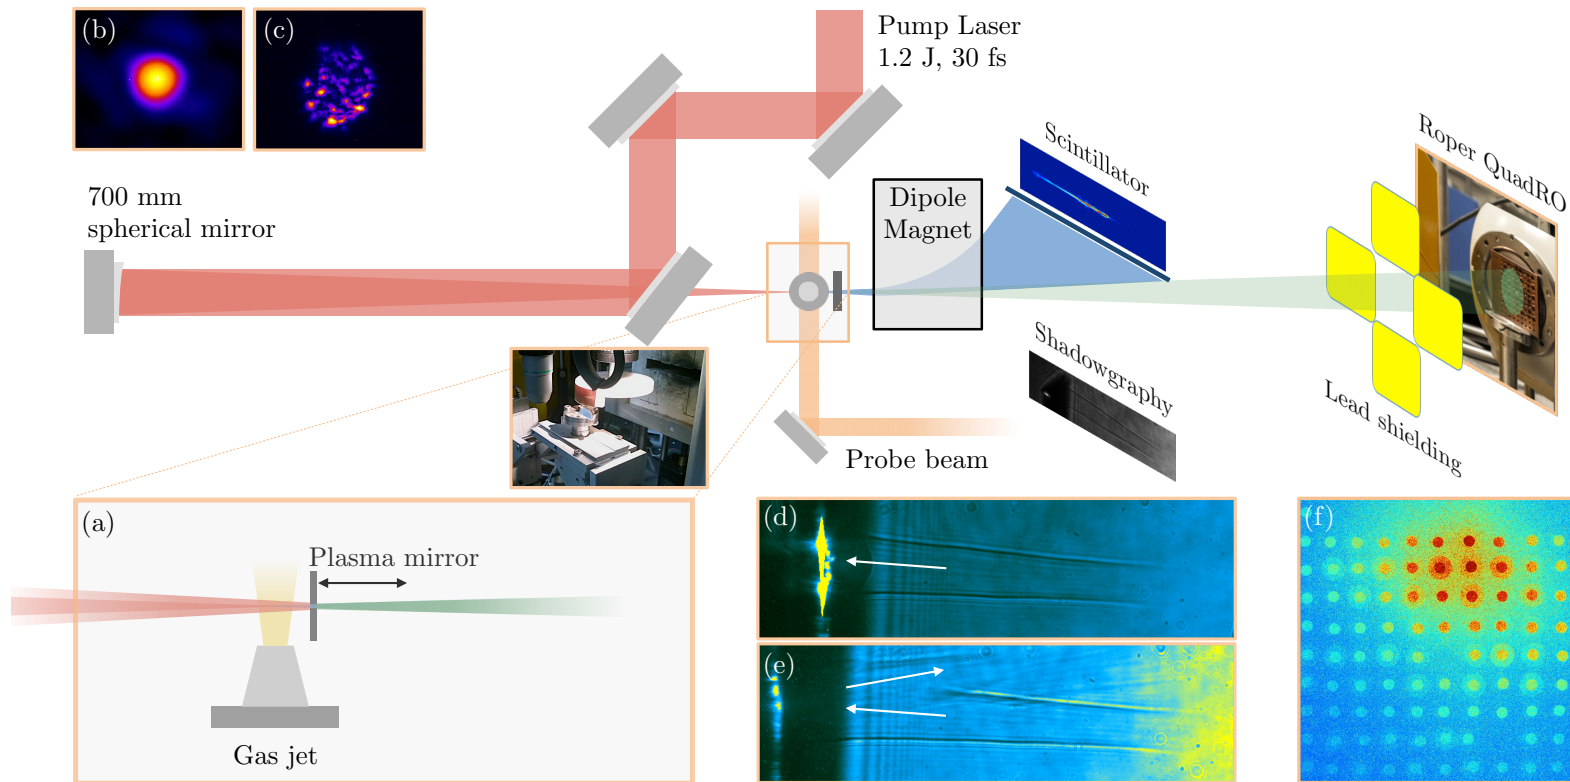 (b)
(c)
Pump Laser
1.2 J, 30 fs
700 mm
spherical mirror
Dipole
Magnet
Scintillator
Roper QuadRO
Shadowgraphy
Lead shielding
Probe beam
(a)
Plasma mirror
Gas jet
(d)
(e)
(f)